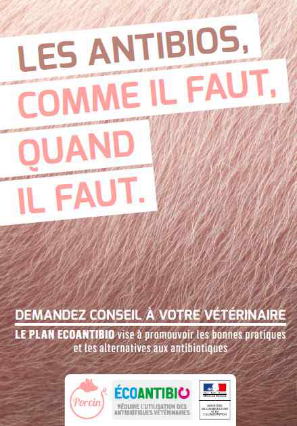 LES ANTIBIOS,
COMME IL FAUT,
QUAND
IL FAUT.
DEMANDEZ CONSEIL À VOTRE VÉTÉRINAIRE
LE PLAN ECOANTIBIO vise à promouvoir les bonnes pratiques
et les alternatives aux antibiotiques
Porcin
ÉCOANTIBIO
RÉDUIRE L'UTILISATION DES
ANTIBIOTIQUES VÉTÉRINAIRES